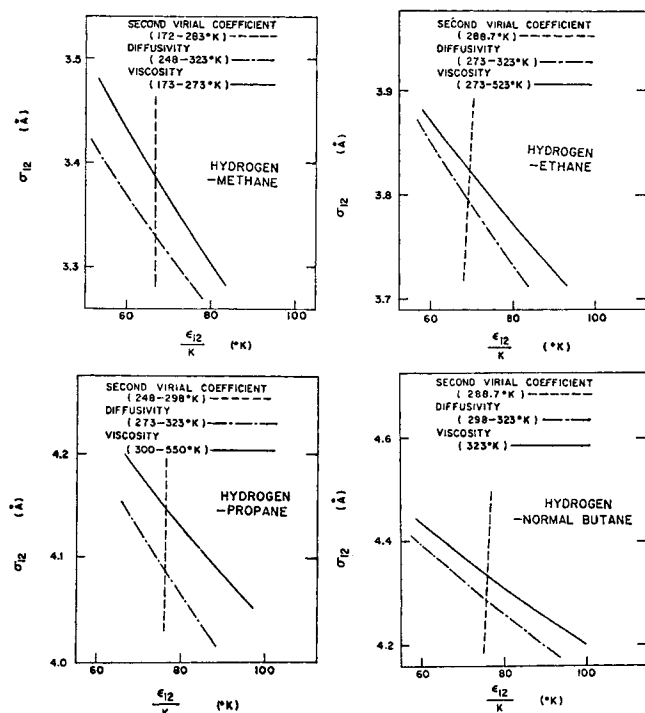 SECOND VIRIAL COEFFICIENT
(172-283°K)
DIFFUSIVITY
(248-323°K)
VISCOSITY
(173-273°K)
3.5
3.4
3.3
σ12 (Å)
HYDROGEN
-METHANE
60 80 100
ϵ12/K (°K)
SECOND VIRIAL COEFFICIENT
(288.7°K)
DIFFUSIVITY
(273-323°K)
VISCOSITY
(273-523°K)
3.9
3.8
3.7
σ12 (Å)
HYDROGEN
-ETHANE
60 80 100
ϵ12/K (°K)
SECOND VIRIAL COEFFICIENT
(248-298°K)
DIFFUSIVITY
(273-323°K)
VISCOSITY
(300-550°K)
4.2
4.1
4.0
σ12 (Å)
HYDROGEN
-PROPANE
60 80 100
ϵ12/K (°K)
SECOND VIRIAL COEFFICIENT
(288.7°K)
DIFFUSIVITY
(298-323°K)
VISCOSITY
(323°K)
4.6
4.4
4.2
σ12 (Å)
HYDROGEN
-NORMAL BUTANE
60 80 100
ϵ12/K (°K)